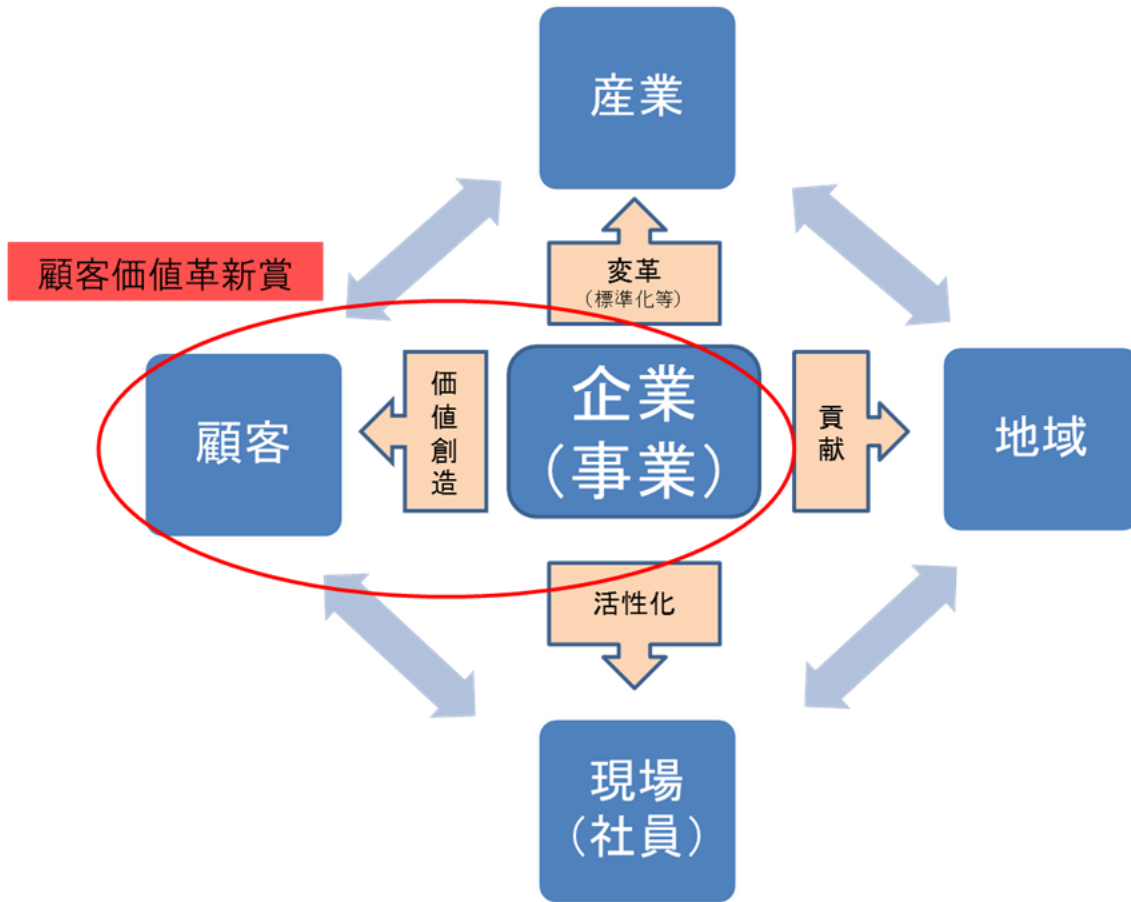 産業
顧客価値革新賞
変革
（標準化等）
顧客
価値創造
企業
（事業）
貢献
地域
活性化
現場
（社員）